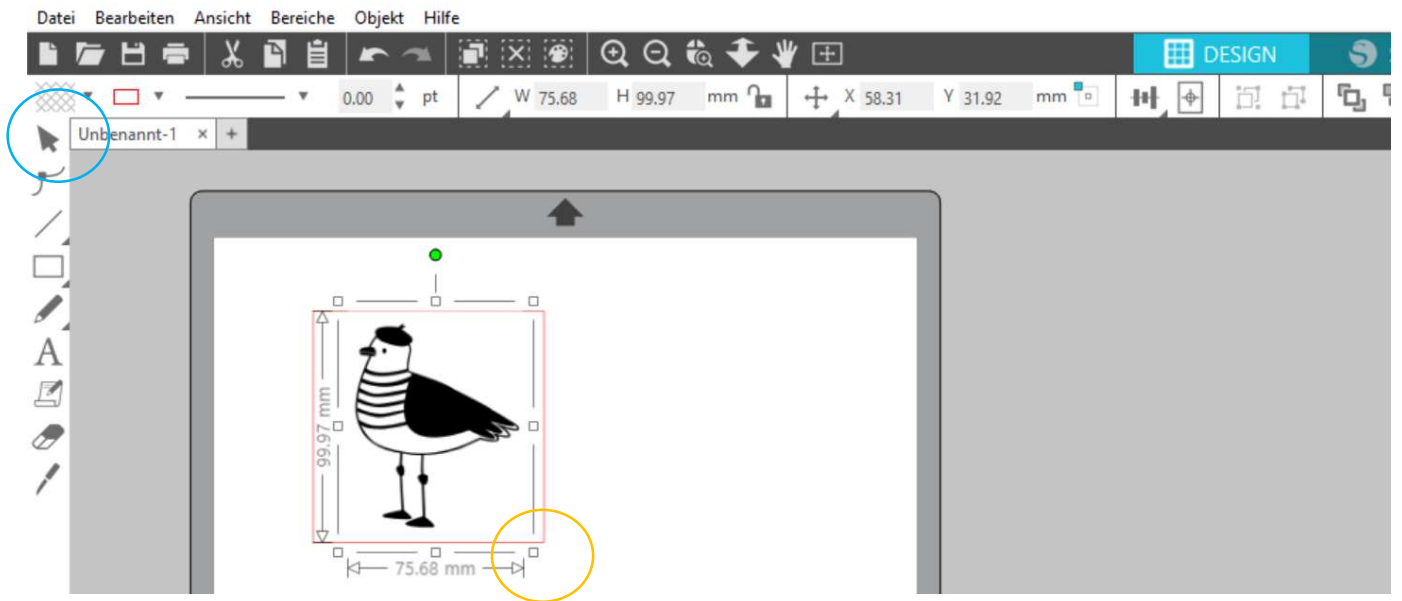 Datei Bearbeiten Ansicht Bereiche Objekt Hilfe
DESIGN
0.00 pt W 75.68 H 99.97 mm X 58.31 Y 31.92 mm
Unbenannt-1 × +
A
99.97 mm
75.68 mm